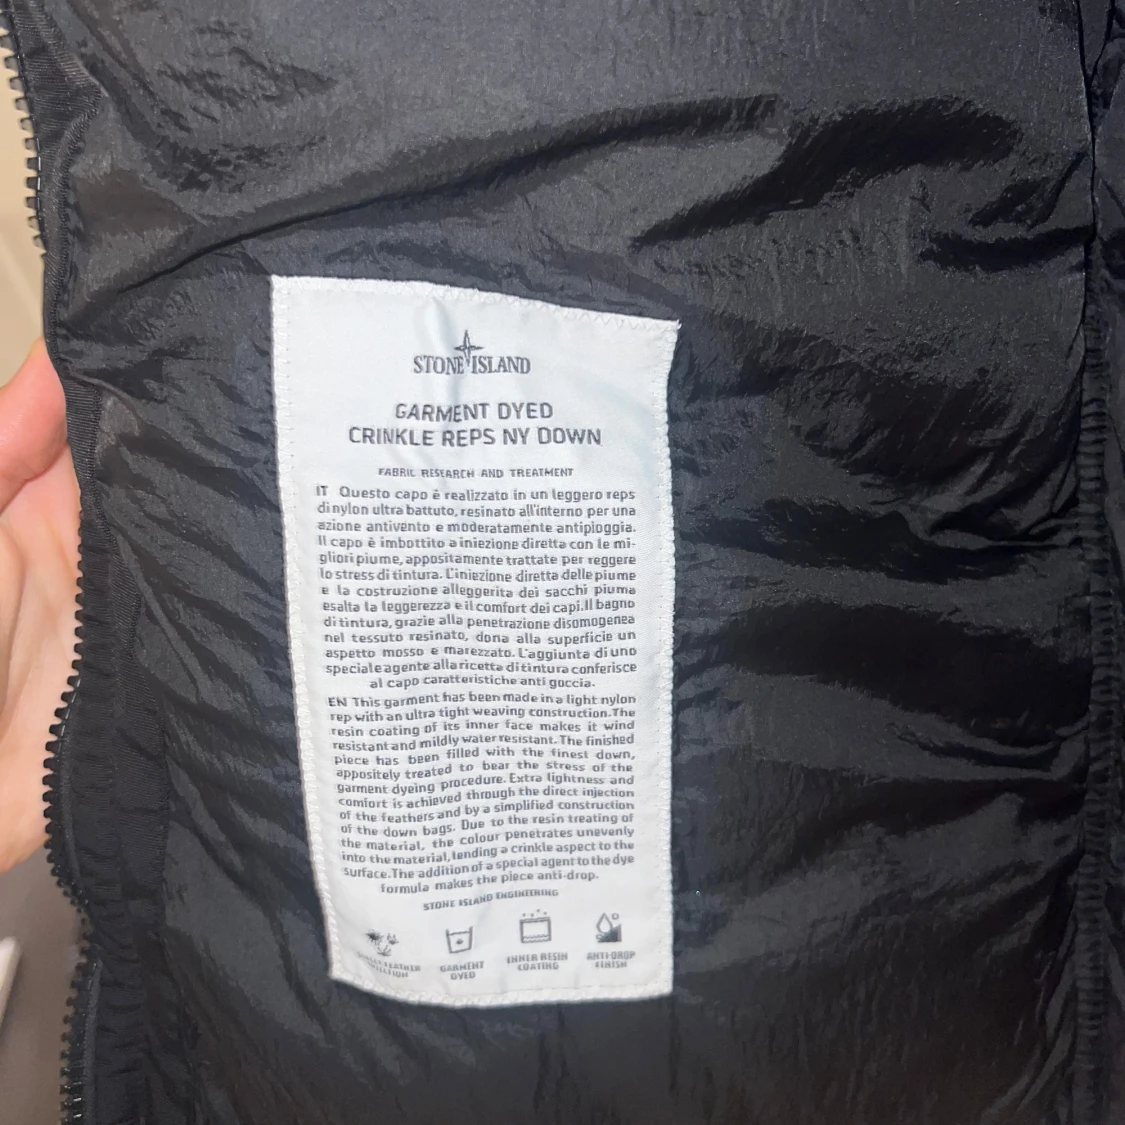 STONE ISLAND
GARMENT DYED
CRINKLE REPS NY DOWN
FABRIC RESEARCH AND TREATMENT
IT Questo capo è realizzato in un leggero reps
di nylon ultra battuto, resinato all'interno per una
azione antivento e moderatamente antipioggia.
Il capo è imbottito a iniezione diretta con le mi-
gliori piume, appositamente trattate per reggere
lo stress di tintura. L'iniezione diretta delle piume
e la costruzione alleggerita dei sacchi piuma
esalta la leggerezza e il comfort dei capi. Il bagno
di tintura, grazie alla penetrazione disomogenea
nel tessuto resinato, dona alla superficie un
aspetto mosso e marezzato. L'aggiunta di uno
speciale agente alla ricetta di tintura conferisce
al capo caratteristiche anti goccia.
EN This garment has been made in a light nylon
rep with an ultra tight weaving construction. The
resin coating of its inner face makes it wind
resistant and mildly water resistant. The finished
piece has been filled with the finest down,
appositely treated to bear the stress of the
garment dyeing procedure. Extra lightness and
comfort is achieved through the direct injection
of the feathers and by a simplified construction
of the down bags. Due to the resin treating of
the material, the colour penetrates unevenly
into the material, lending a crinkle aspect to the
surface. The addition of a special agent to the dye
formula makes the piece anti-drop.
STONE ISLAND ENGINEERING
FEATHER
GARMENT
DYED
INNER RESIN
COATING
ANTI-DROP
FINISH